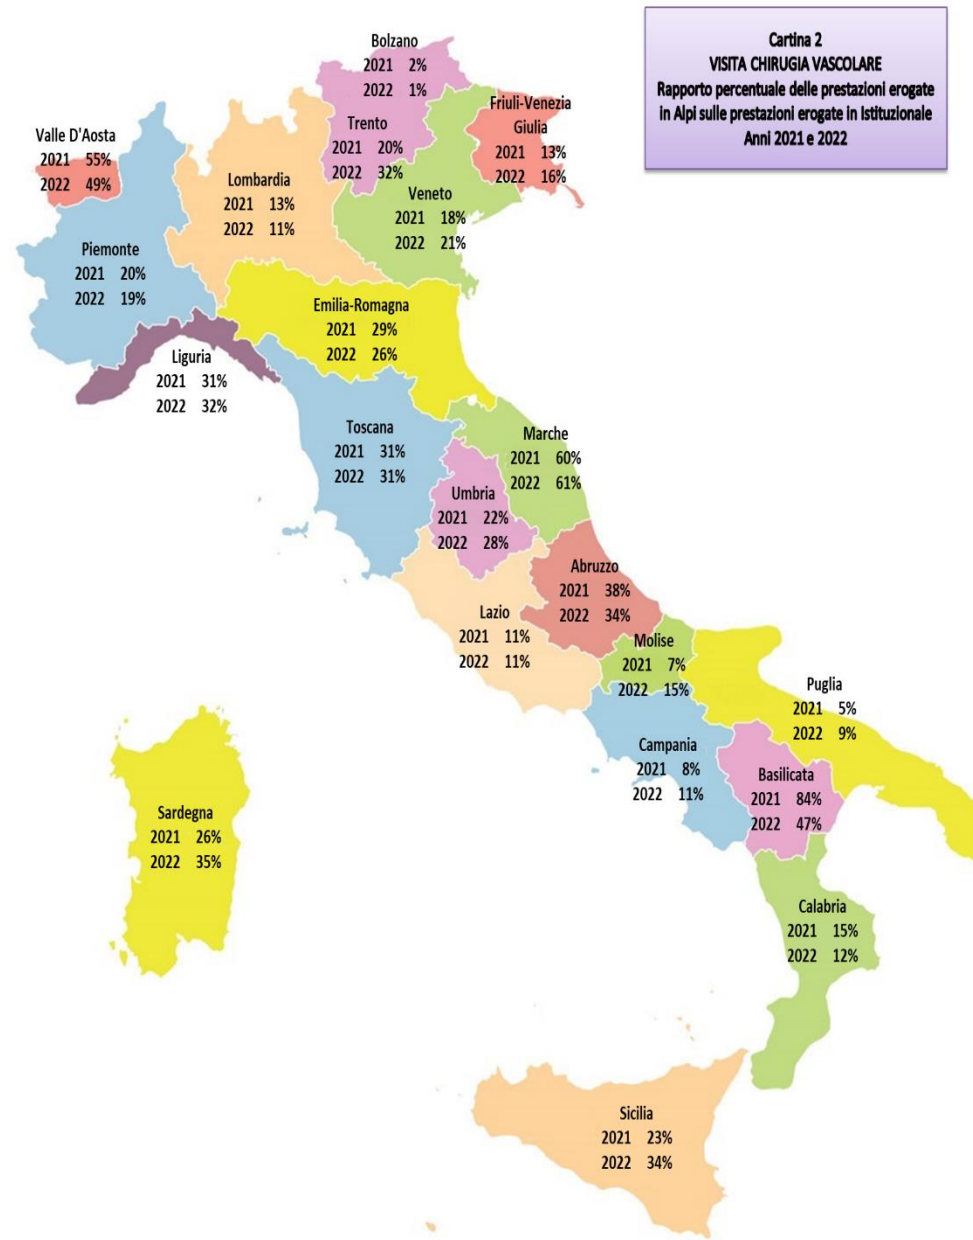 Cartina 2
VISITA CHIRUGIA VASCOLARE
Rapporto percentuale delle prestazioni erogate
in Alpi sulle prestazioni erogate in Istituzionale
Anni 2021 e 2022
Bolzano
2021 2%
2022 1%
Trento
2021 20%
2022 32%
Friuli-Venezia
Giulia
2021 13%
2022 16%
Valle D'Aosta
2021 55%
2022 49%
Lombardia
2021 13%
2022 11%
Veneto
2021 18%
2022 21%
Piemonte
2021 20%
2022 19%
Emilia-Romagna
2021 29%
2022 26%
Liguria
2021 31%
2022 32%
Toscana
2021 31%
2022 31%
Marche
2021 60%
2022 61%
Umbria
2021 22%
2022 28%
Abruzzo
2021 38%
2022 34%
Lazio
2021 11%
2022 11%
Molise
2021 7%
2022 15%
Puglia
2021 5%
2022 9%
Campania
2021 8%
2022 11%
Basilicata
2021 84%
2022 47%
Sardegna
2021 26%
2022 35%
Calabria
2021 15%
2022 12%
Sicilia
2021 23%
2022 34%